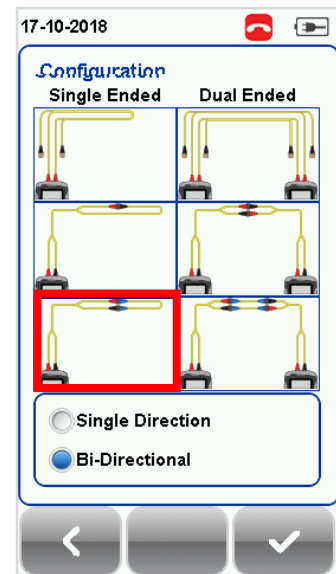 17-10-2018
Configuration
Single Ended Dual Ended
Single Direction
Bi-Directional